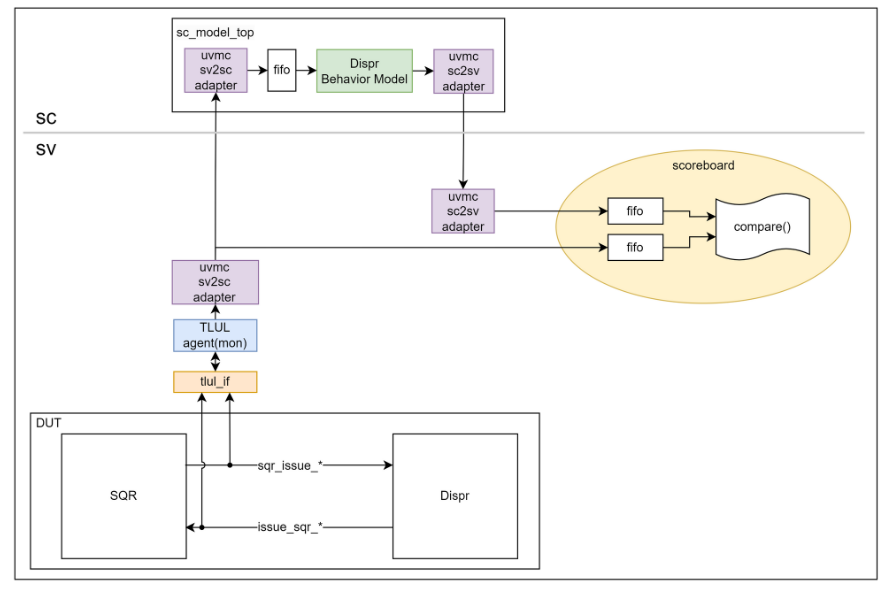 sc_model_top
uvmc
sv2sc
adapter
fifo
Dispr
Behavior Model
uvmc
sc2sv
adapter
SC
SV
scoreboard
uvmc
sc2sv
adapter
fifo
fifo
compare()
uvmc
sv2sc
adapter
TLUL
agent(mon)
tlul_if
DUT
SQR
sqr_issue_*
issue_sqr_*
Dispr